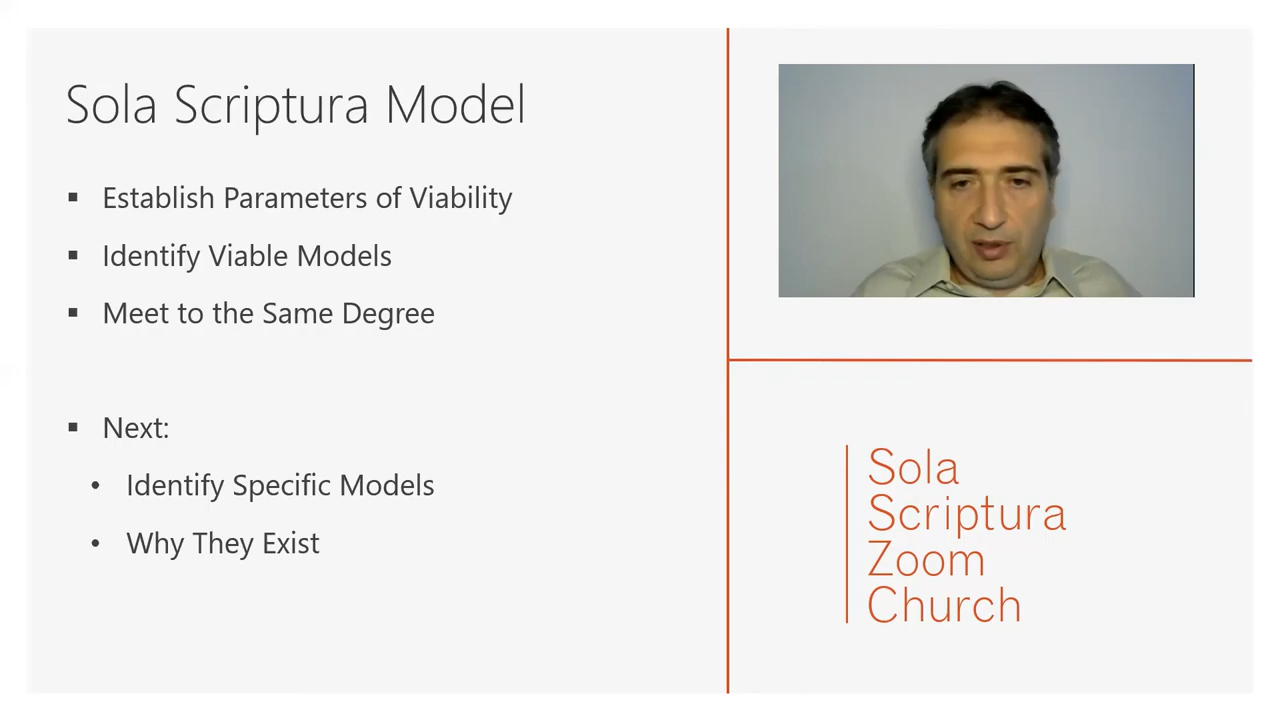 Sola Scriptura Model
▪ Establish Parameters of Viability
▪ Identify Viable Models
▪ Meet to the Same Degree
▪ Next:
• Identify Specific Models
• Why They Exist
Sola
Scriptura
Zoom
Church